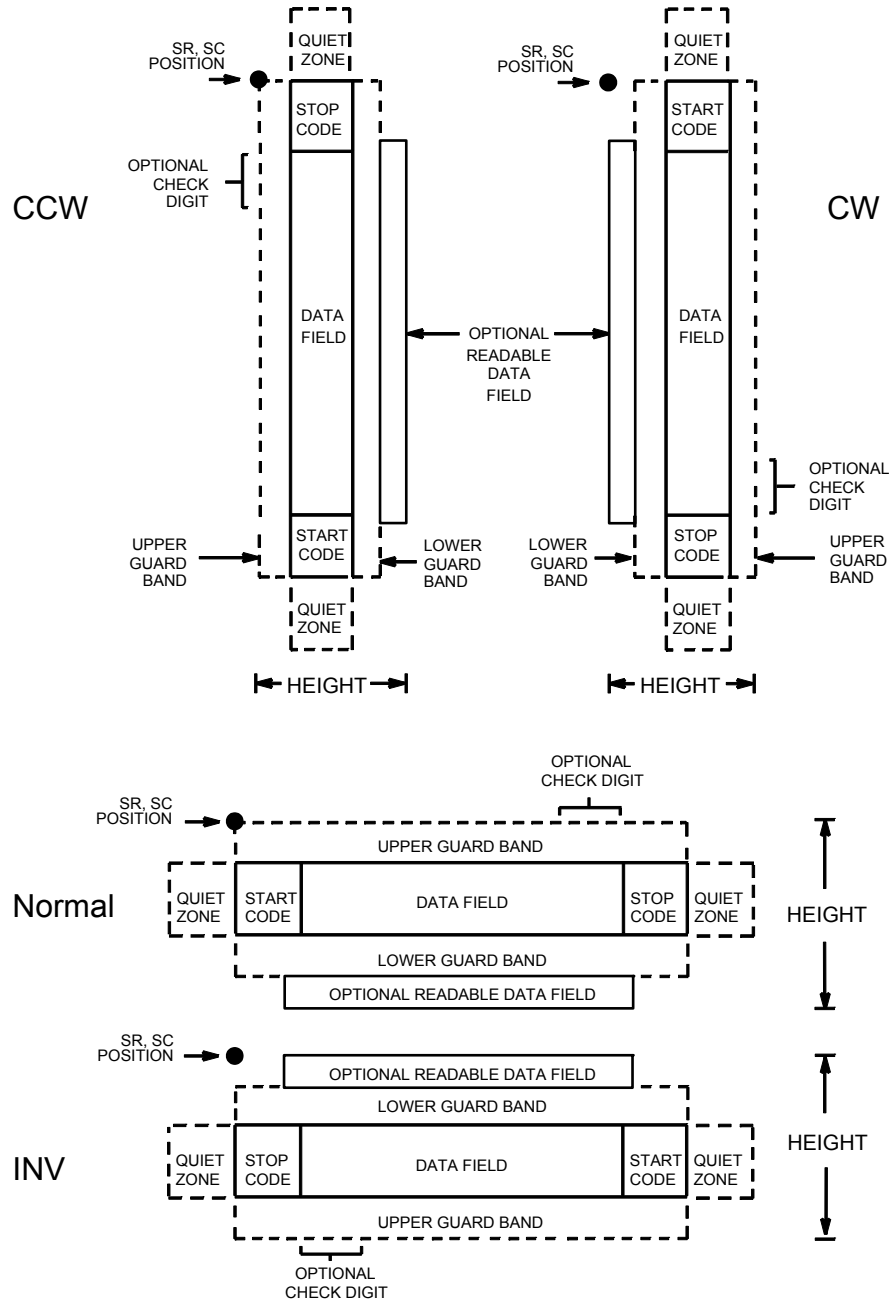 QUIET
ZONE
SR, SC
POSITION
STOP
CODE
OPTIONAL
CHECK
DIGIT
CCW
DATA
FIELD
UPPER
GUARD
BAND
START
CODE
LOWER
GUARD
BAND
QUIET
ZONE
HEIGHT
OPTIONAL
READABLE
DATA
FIELD
QUIET
ZONE
SR, SC
POSITION
START
CODE
CW
DATA
FIELD
OPTIONAL
CHECK
DIGIT
LOWER
GUARD
BAND
STOP
CODE
UPPER
GUARD
BAND
QUIET
ZONE
HEIGHT
OPTIONAL
CHECK DIGIT
SR, SC
POSITION
UPPER GUARD BAND
Normal
QUIET
ZONE
START
CODE
DATA FIELD
STOP
CODE
QUIET
ZONE
HEIGHT
LOWER GUARD BAND
OPTIONAL READABLE DATA FIELD
SR, SC
POSITION
OPTIONAL READABLE DATA FIELD
LOWER GUARD BAND
INV
QUIET
ZONE
STOP
CODE
DATA FIELD
START
CODE
QUIET
ZONE
HEIGHT
UPPER GUARD BAND
OPTIONAL
CHECK DIGIT